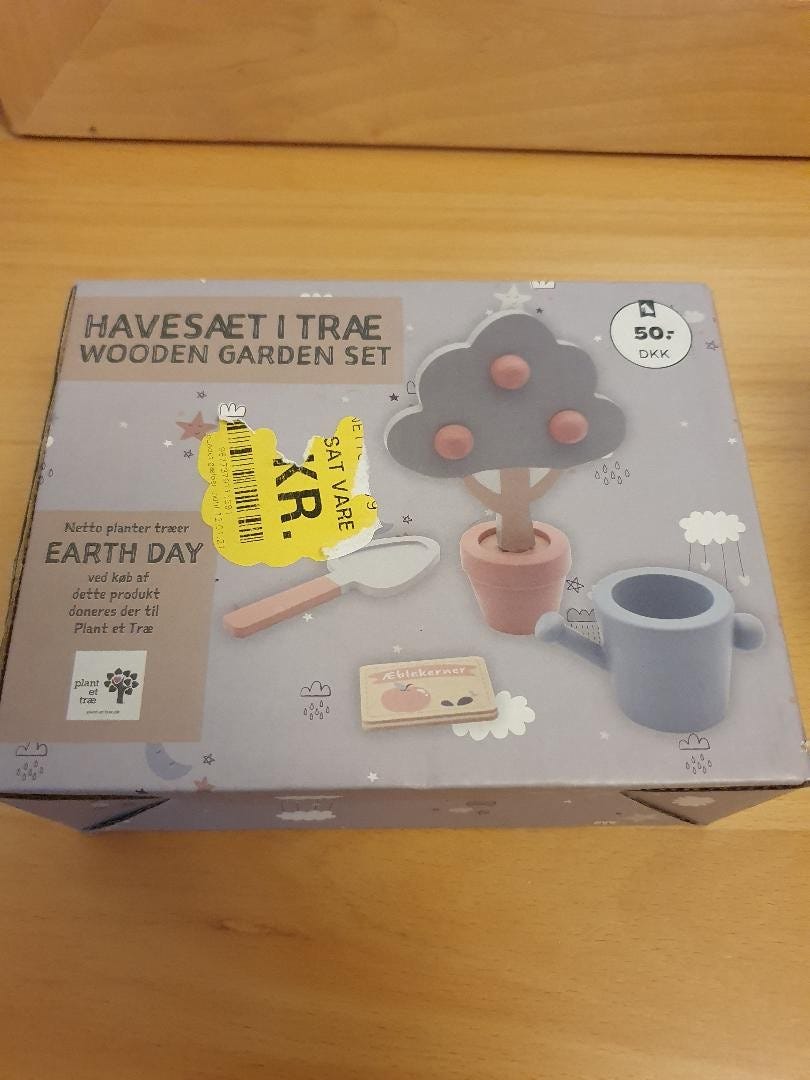 HAVESÆT I TRÆ
WOODEN GARDEN SET
50.-
DKK
SAT VARE
KR.
Netto planter træer
EARTH DAY
ved køb af
dette produkt
doneres der til
Plant et Træ
plant
et
træ
Æblekerner